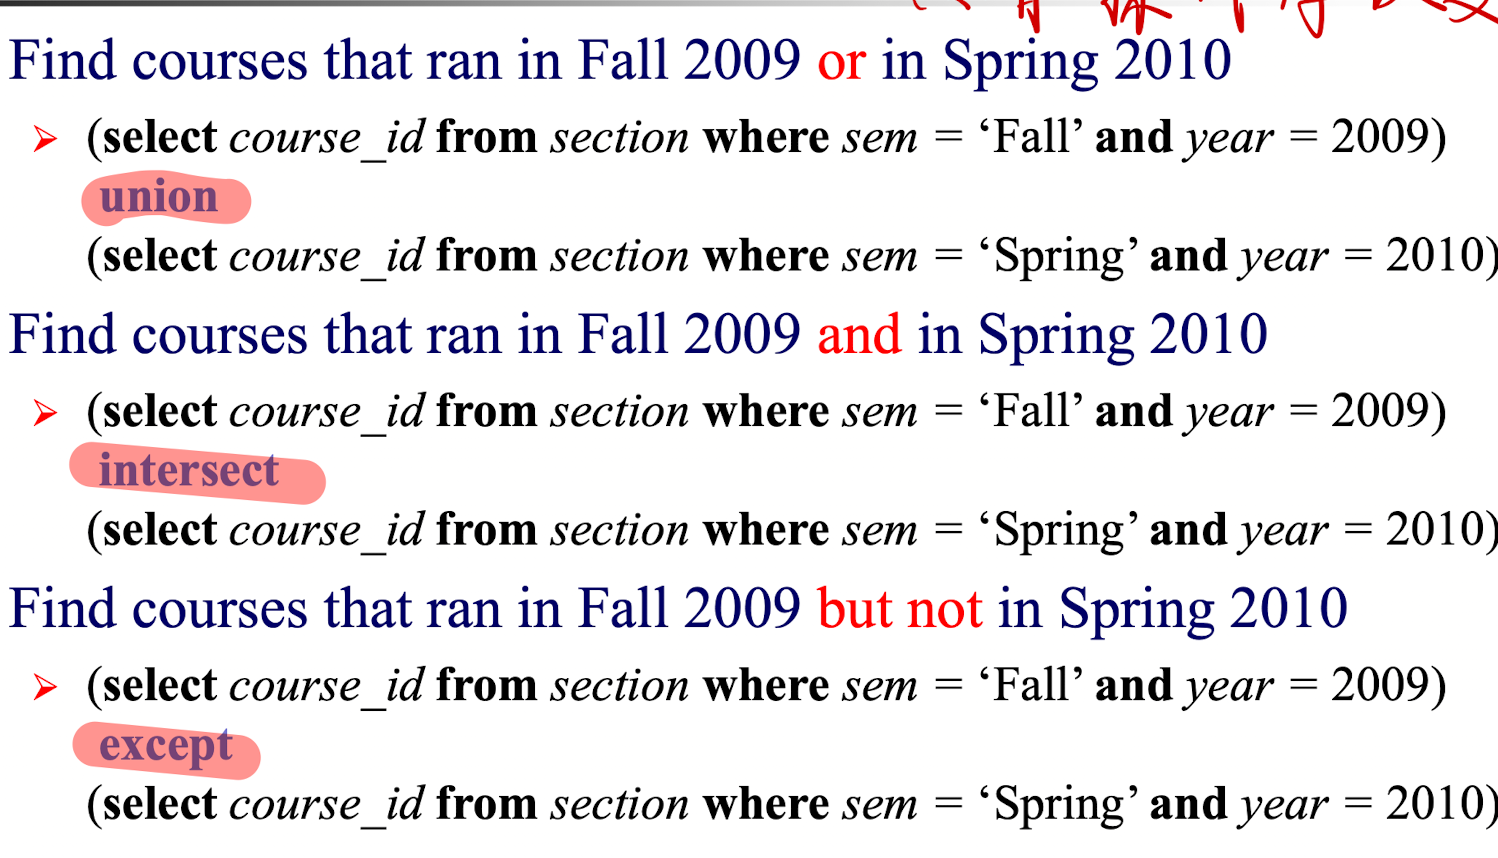 Find courses that ran in Fall 2009 or in Spring 2010
➢ (select course_id from section where sem = ‘Fall’ and year = 2009)
union
(select course_id from section where sem = ‘Spring’ and year = 2010)
Find courses that ran in Fall 2009 and in Spring 2010
➢ (select course_id from section where sem = ‘Fall’ and year = 2009)
intersect
(select course_id from section where sem = ‘Spring’ and year = 2010)
Find courses that ran in Fall 2009 but not in Spring 2010
➢ (select course_id from section where sem = ‘Fall’ and year = 2009)
except
(select course_id from section where sem = ‘Spring’ and year = 2010)